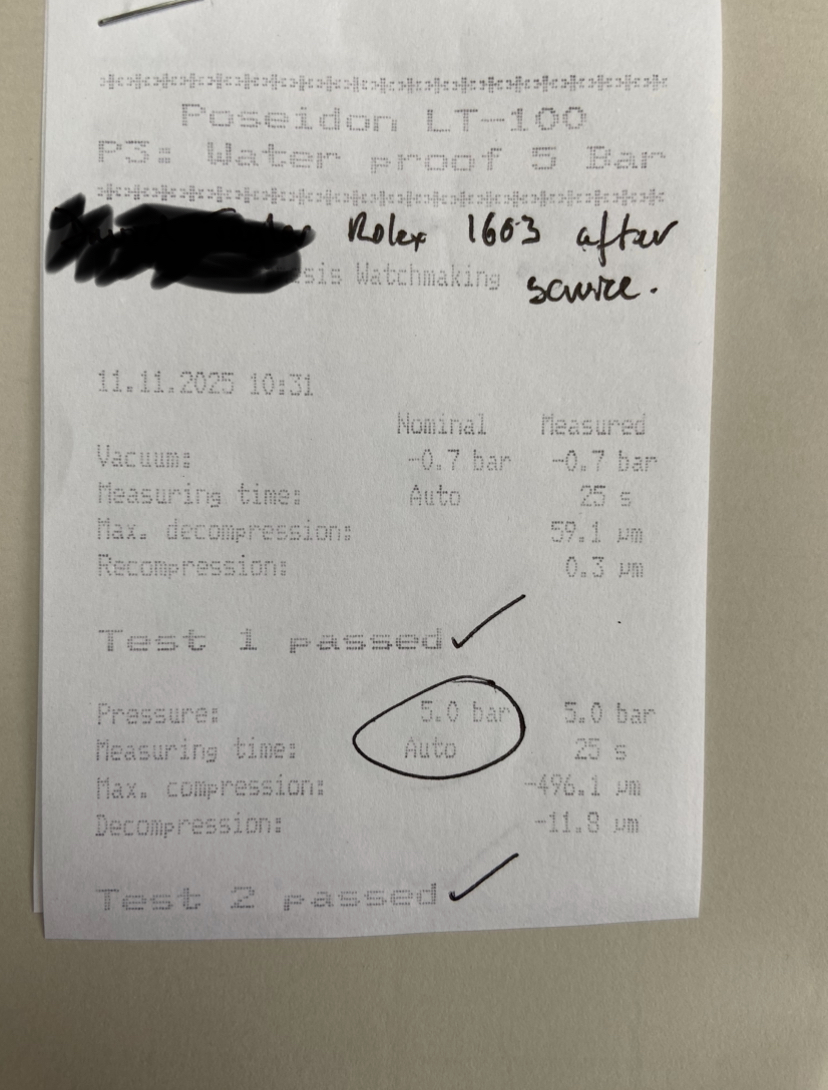 ************************
Poseidon LT-100
P3: Water proof 5 Bar
************************
Rolex 1603 after
sis Watchmaking service.
11.11.2025 10:31
Nominal Measured
Vacuum: -0.7 bar -0.7 bar
Measuring time: Auto 25 s
Max. decompression: 59.1 µm
Recompression: 0.3 µm
Test 1 passed
Pressure: 5.0 bar 5.0 bar
Measuring time: Auto 25 s
Max. compression: -496.1 µm
Decompression: -11.8 µm
Test 2 passed